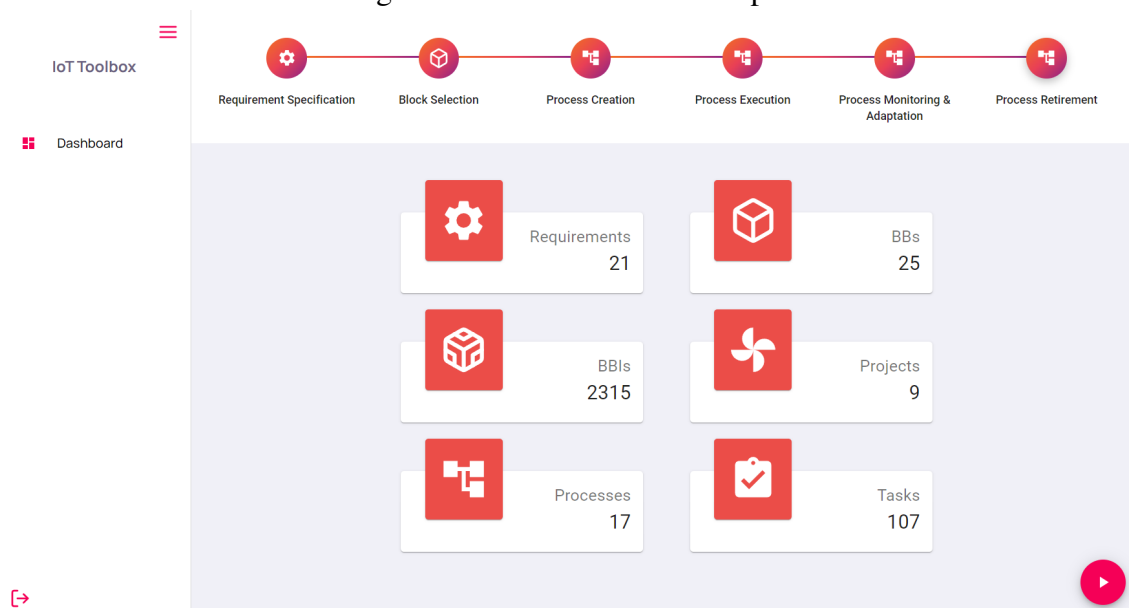 IoT Toolbox
Dashboard
Requirement Specification
Block Selection
Process Creation
Process Execution
Process Monitoring &
Adaptation
Process Retirement
Requirements
21
BBs
25
BBIs
2315
Projects
9
Processes
17
Tasks
107